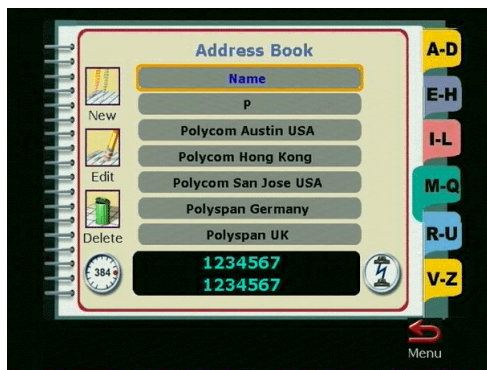 Address Book
Name
P
Polycom Austin USA
Polycom Hong Kong
Polycom San Jose USA
Polyspan Germany
Polyspan UK
1234567
1234567
New
Edit
Delete
384
A-D
E-H
I-L
M-Q
R-U
V-Z
Menu